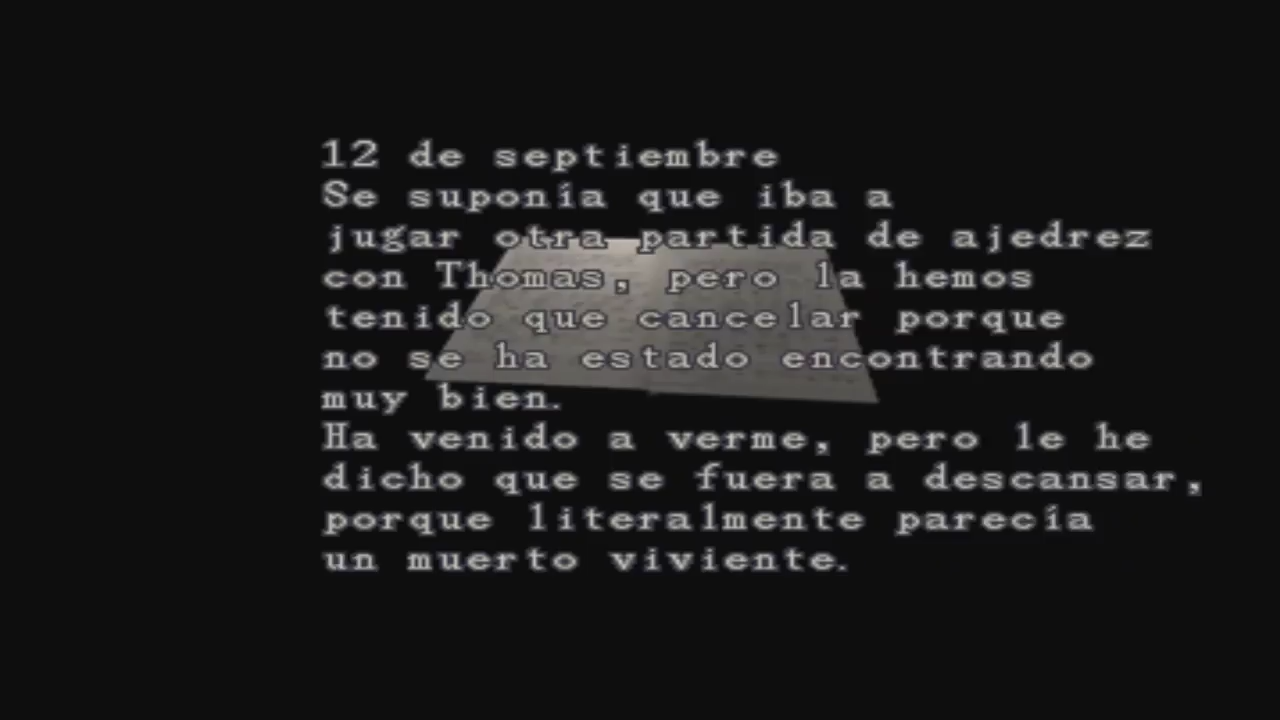 12 de septiembre
Se suponía que iba a
jugar otra partida de ajedrez
con Thomas, pero la hemos
tenido que cancelar porque
no se ha estado encontrando
muy bien.
Ha venido a verme, pero le he
dicho que se fuera a descansar,
porque literalmente parecía
un muerto viviente.